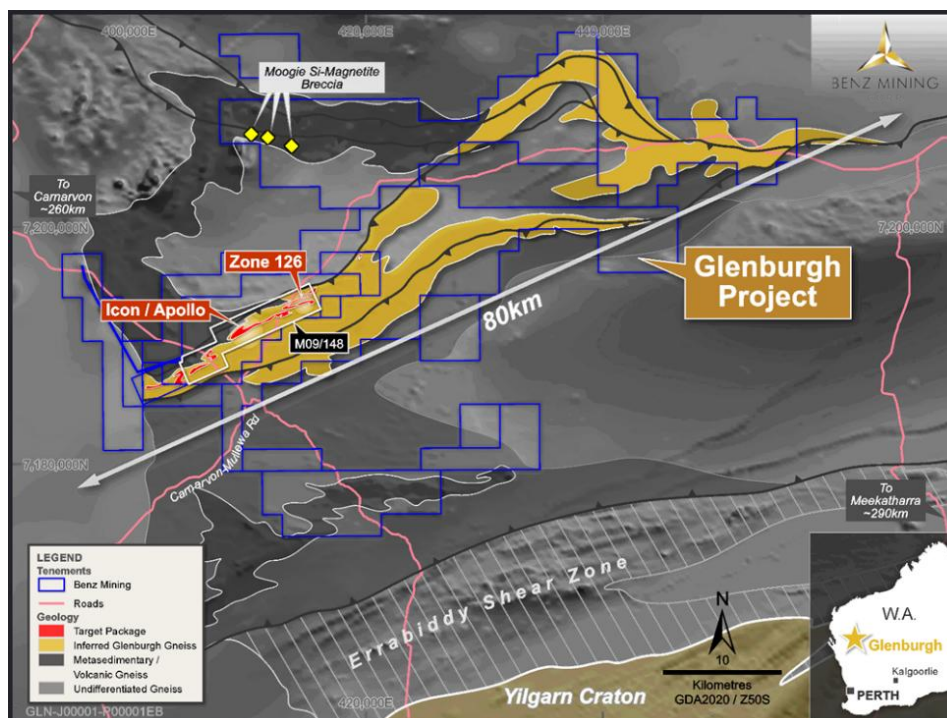 400,000E
420,000E
440,000E
Moogie Si-Magnetite
Breccia
BENZ MINING
To
Carnarvon
~260km
7,200,000N
7,200,000N
Zone 126
Icon / Apollo
M09/148
80km
Glenburgh
Project
7,180,000N
Carnarvon-Mullewa Rd
To
Meekatharra
~290km
LEGEND
Tenements
Benz Mining
Roads
Geology
Target Package
Inferred Glenburgh Gneiss
Metasedimentary /
Volcanic Gneiss
Undifferentiated Gneiss
Errabiddy Shear Zone
N
10
Kilometres
GDA2020 / Z50S
Yilgarn Craton
W.A.
Glenburgh
Kalgoorlie
PERTH
GLN-J00001-P00001EB
420,000E